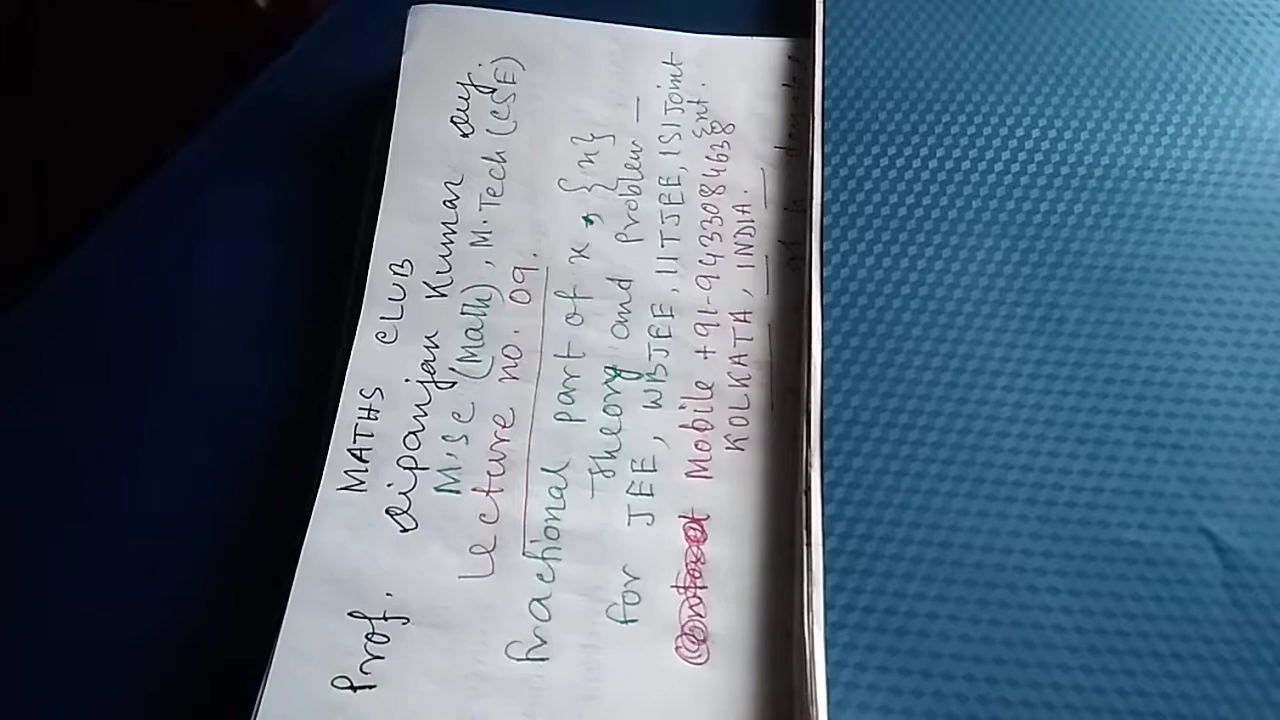 MATHS CLUB
Prof. Dipanjan Kumar Dey.
M.Sc (Math), M.Tech (CSE)
Lecture no. 09.
Fractional part of x, {x}
Theory and Problem —
for JEE, WBJEE, IITJEE, ISI Joint Ent.
Contact Mobile +91-9433084638
KOLKATA, INDIA.